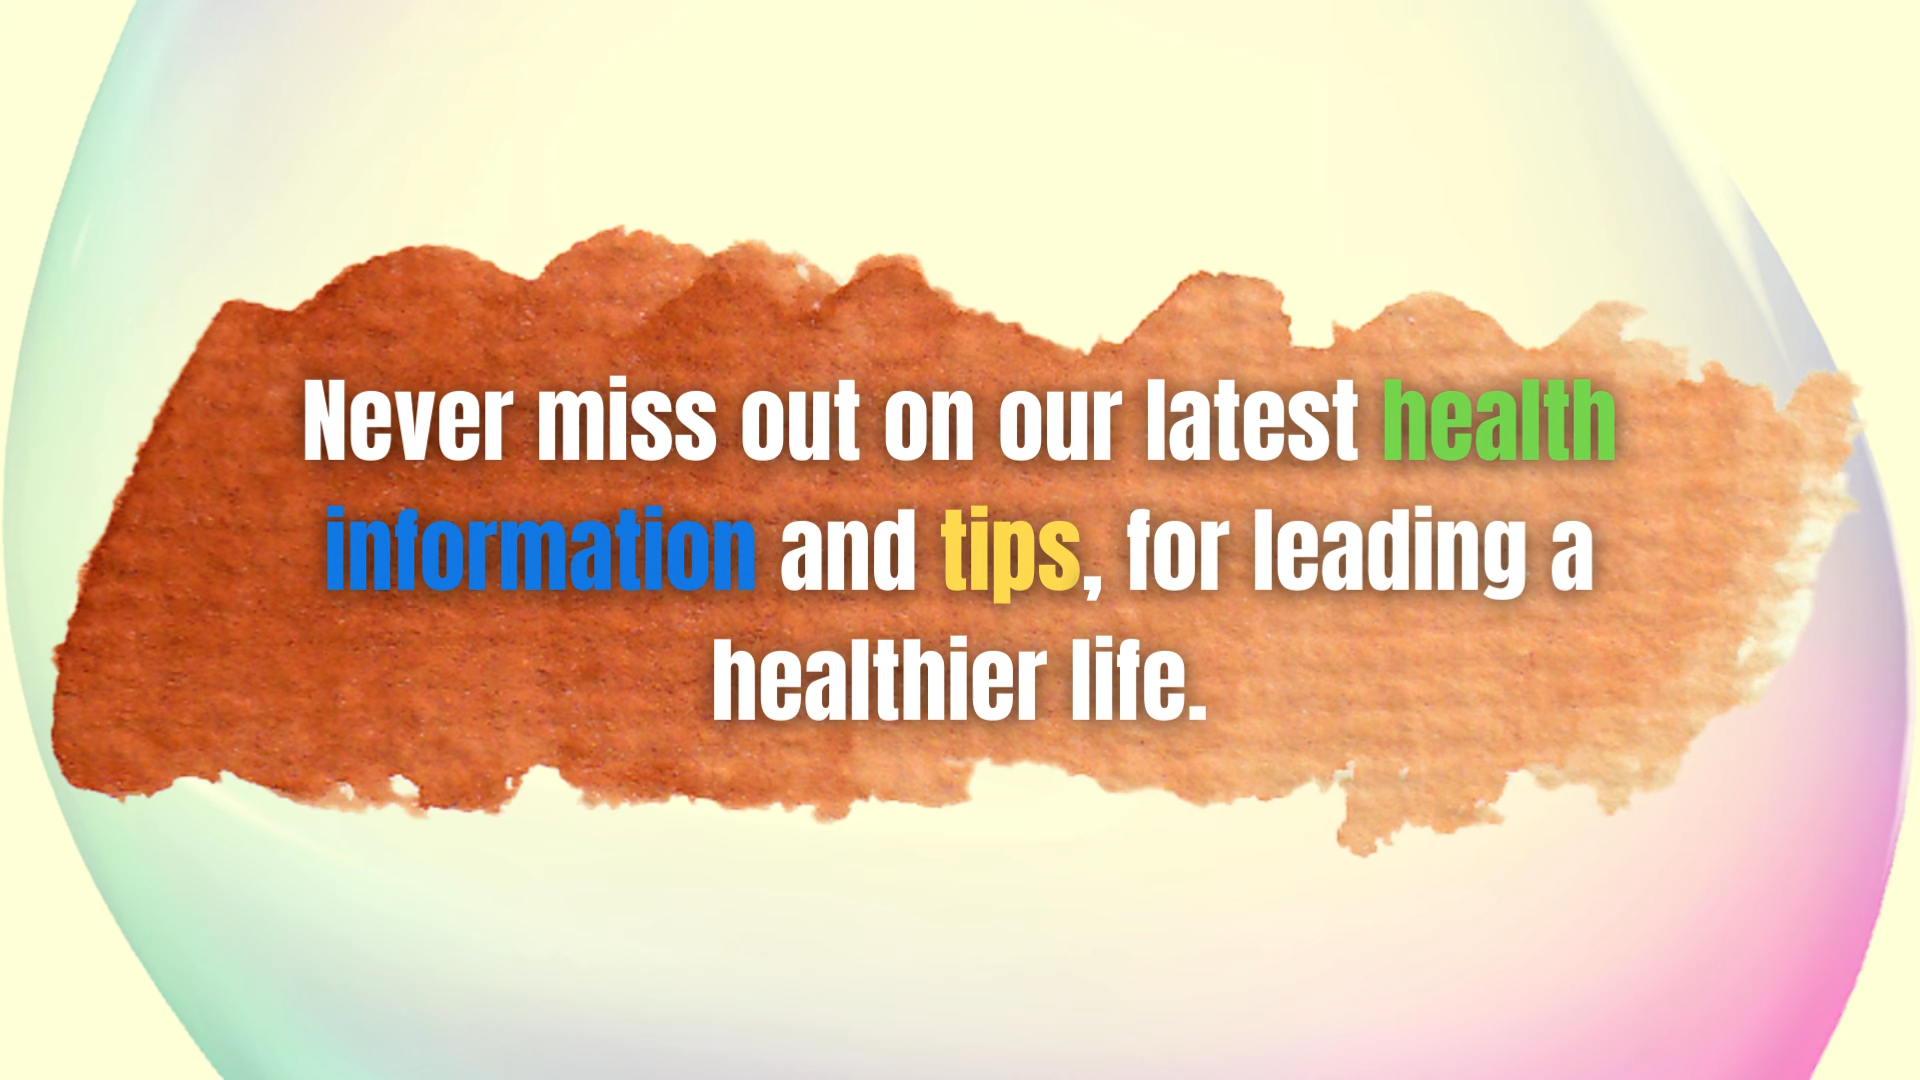 Never miss out on our latest health
information and tips, for leading a
healthier life.